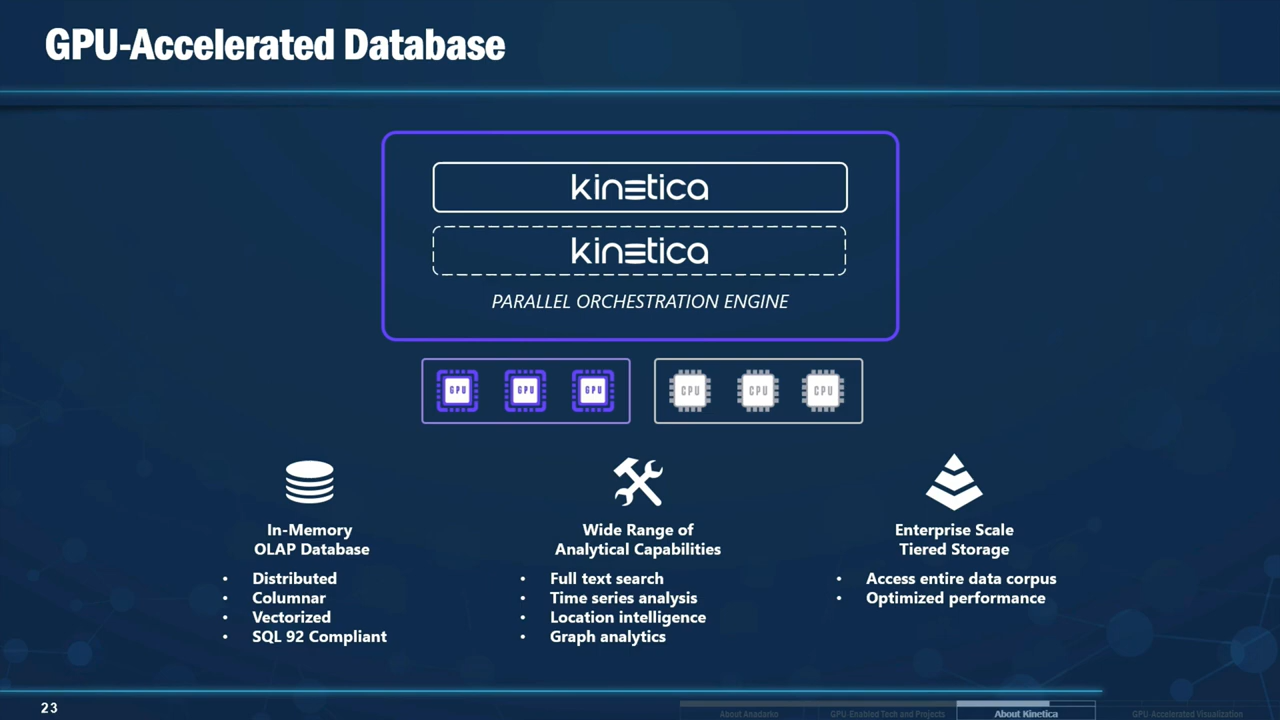 GPU-Accelerated Database
kinetica
kinetica
PARALLEL ORCHESTRATION ENGINE
GPU GPU GPU CPU CPU CPU
In-Memory
OLAP Database
• Distributed
• Columnar
• Vectorized
• SQL 92 Compliant
Wide Range of
Analytical Capabilities
• Full text search
• Time series analysis
• Location intelligence
• Graph analytics
Enterprise Scale
Tiered Storage
• Access entire data corpus
• Optimized performance
23
About Anadarko GPU Enabled Tech and Projects About Kinetica GPU Accelerated Visualization